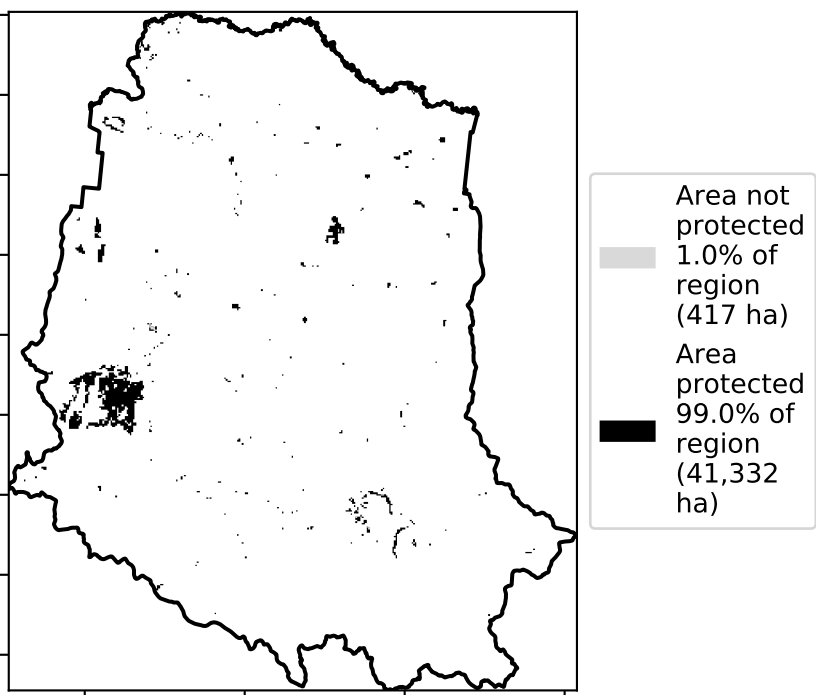 Area not
protected
1.0% of
region
(417 ha)
Area
protected
99.0% of
region
(41,332
ha)